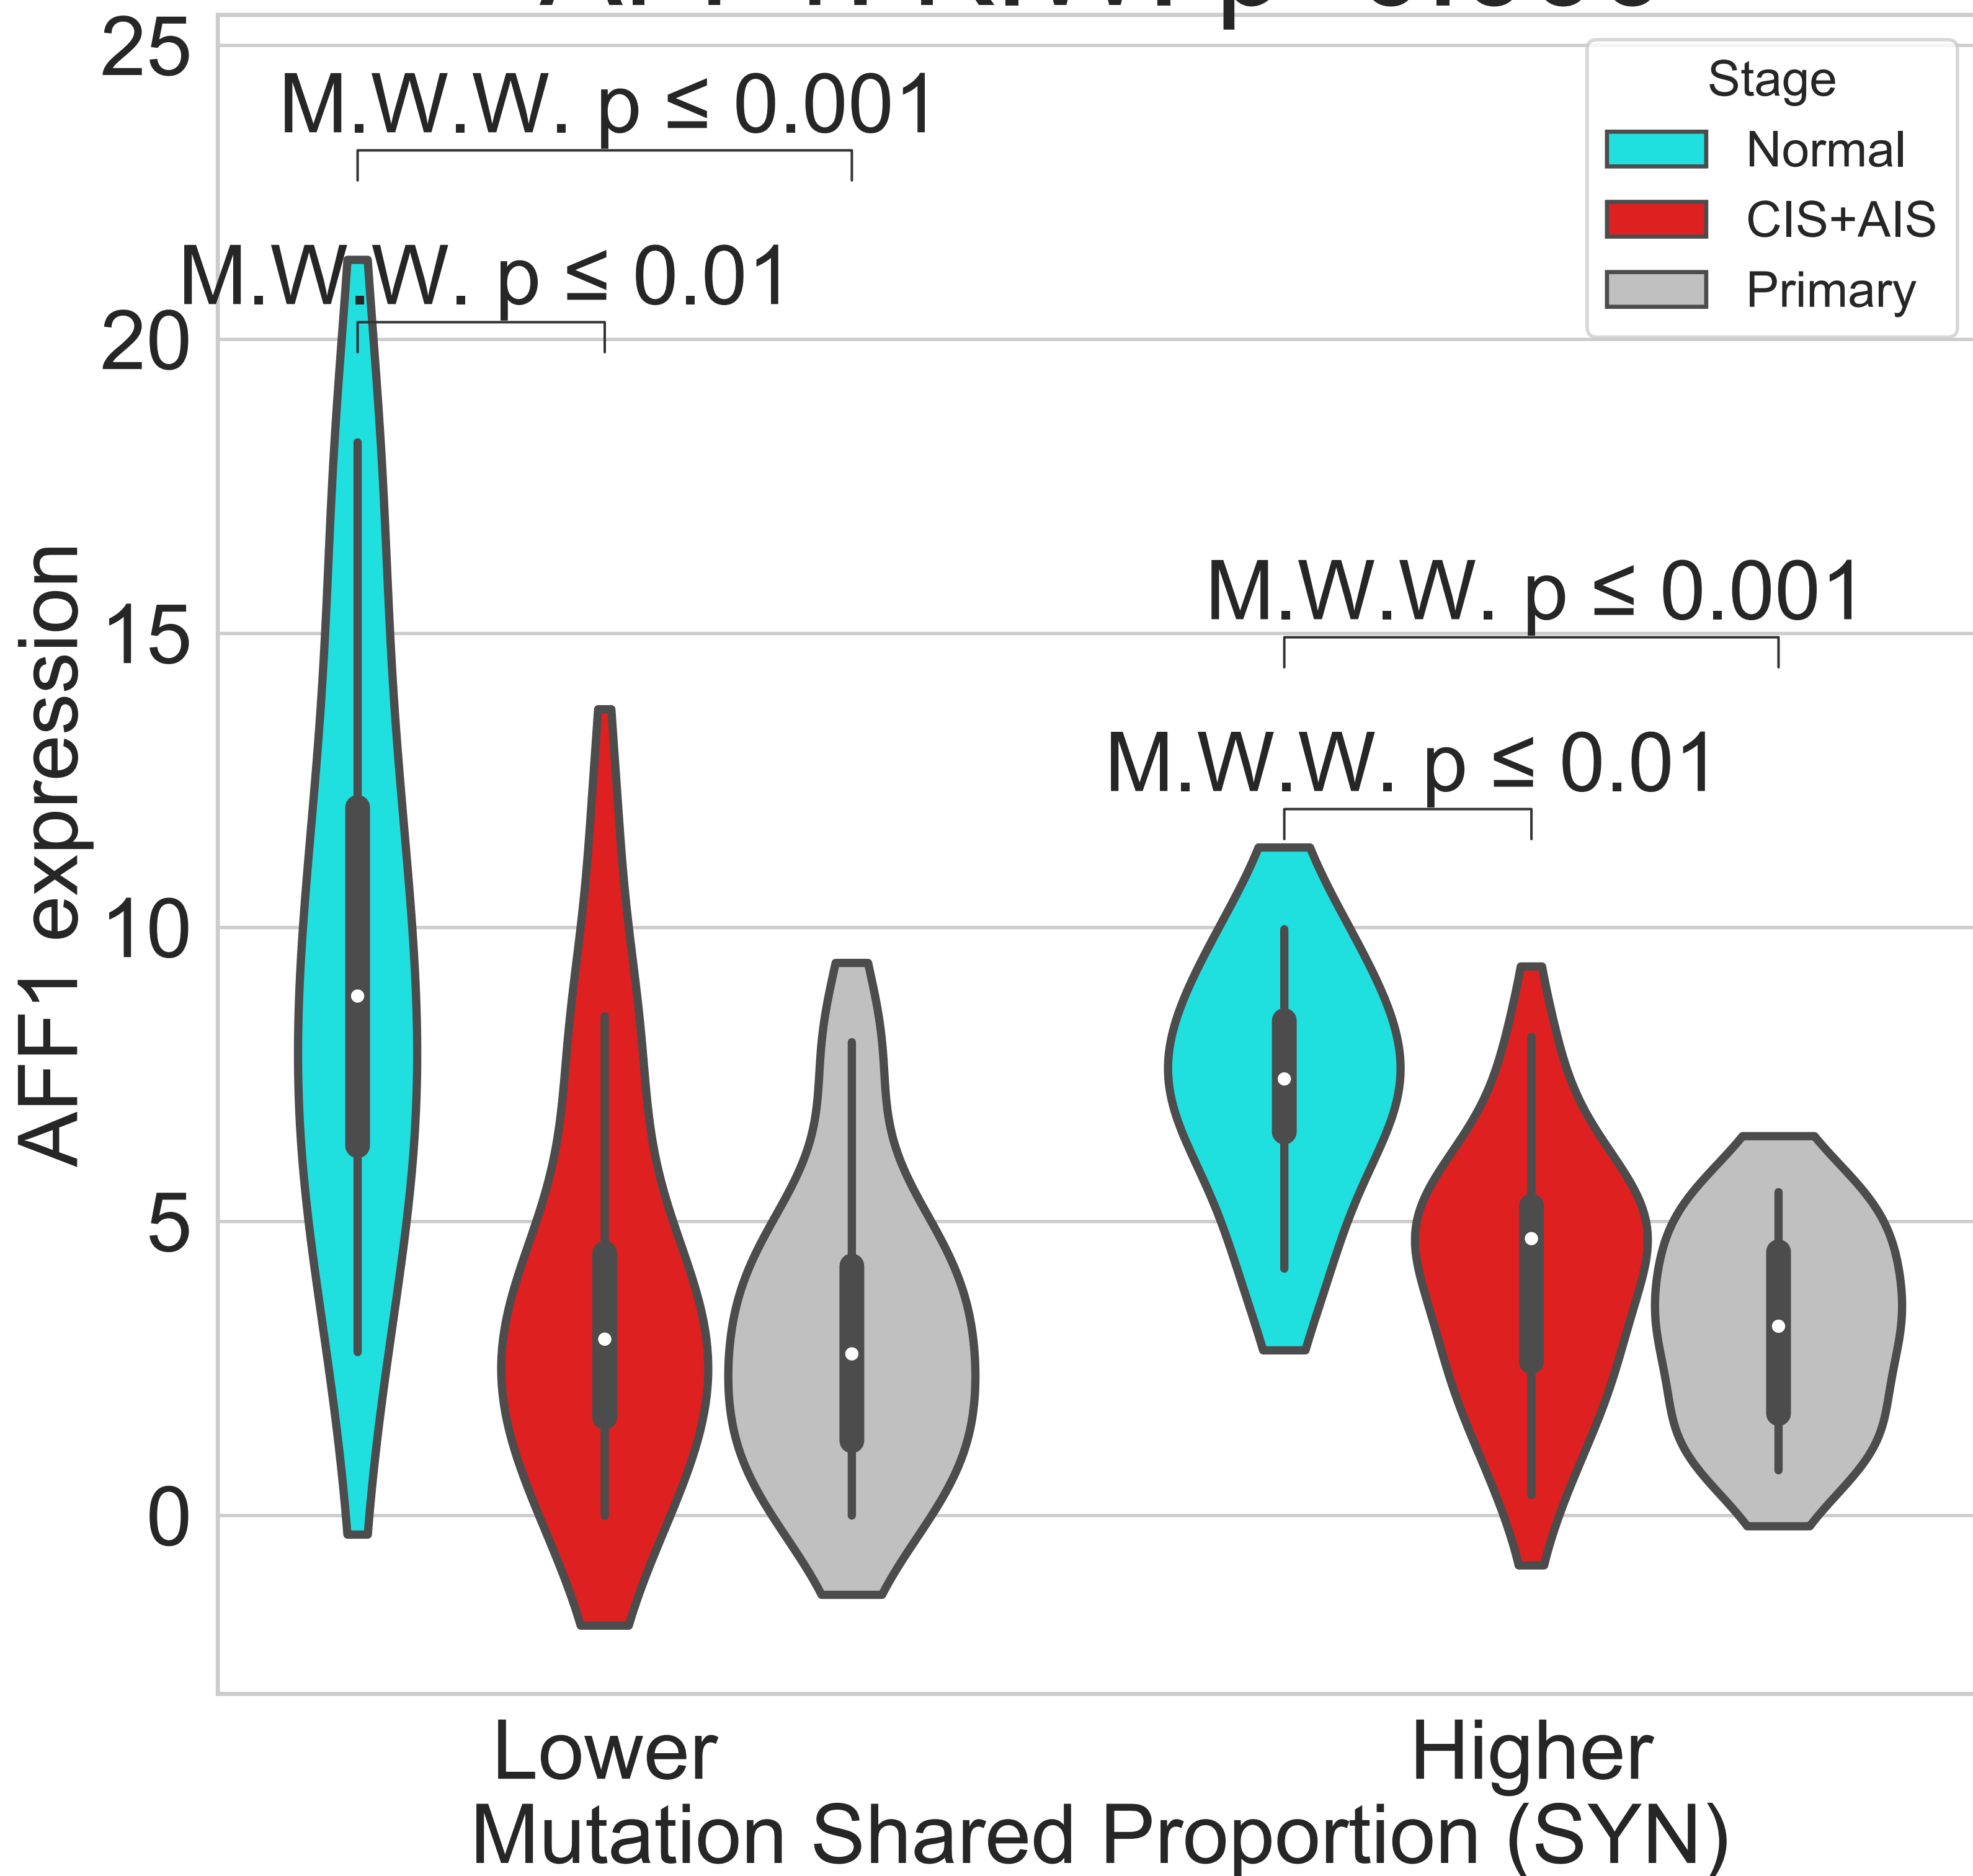 25
M.W.W. p ≤ 0.001
Stage
Normal
CIS+AIS
Primary
M.W.W. p ≤ 0.01
20
M.W.W. p ≤ 0.001
15
M.W.W. p ≤ 0.01
10
5
0
AFF1 expression
Lower
Higher
Mutation Shared Proportion (SYN)